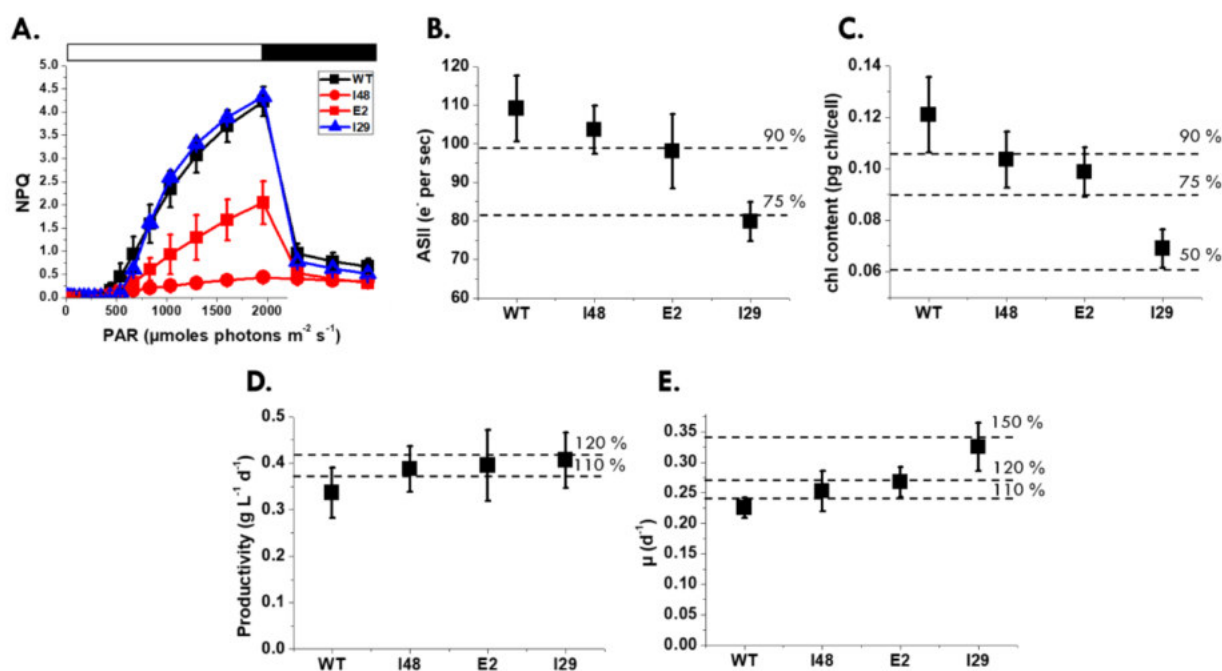 A.
5.0
4.5
4.0
3.5
3.0
2.5
2.0
1.5
1.0
0.5
0.0
NPQ
0
500
1000
1500
2000
PAR (µmoles photons m⁻² s⁻¹)
WT
I48
E2
I29
B.
120
110
100
90
80
70
60
ASII (e⁻ per sec)
90 %
75 %
WT
I48
E2
I29
C.
0.14
0.12
0.10
0.08
0.06
chl content (pg chl/cell)
90 %
75 %
50 %
WT
I48
E2
I29
D.
0.5
0.4
0.3
0.2
0.1
0.0
Productivity (g L⁻¹ d⁻¹)
120 %
110 %
WT
I48
E2
I29
E.
0.35
0.30
0.25
0.20
0.15
0.10
0.05
0.00
µ (d⁻¹)
150 %
120 %
110 %
WT
I48
E2
I29